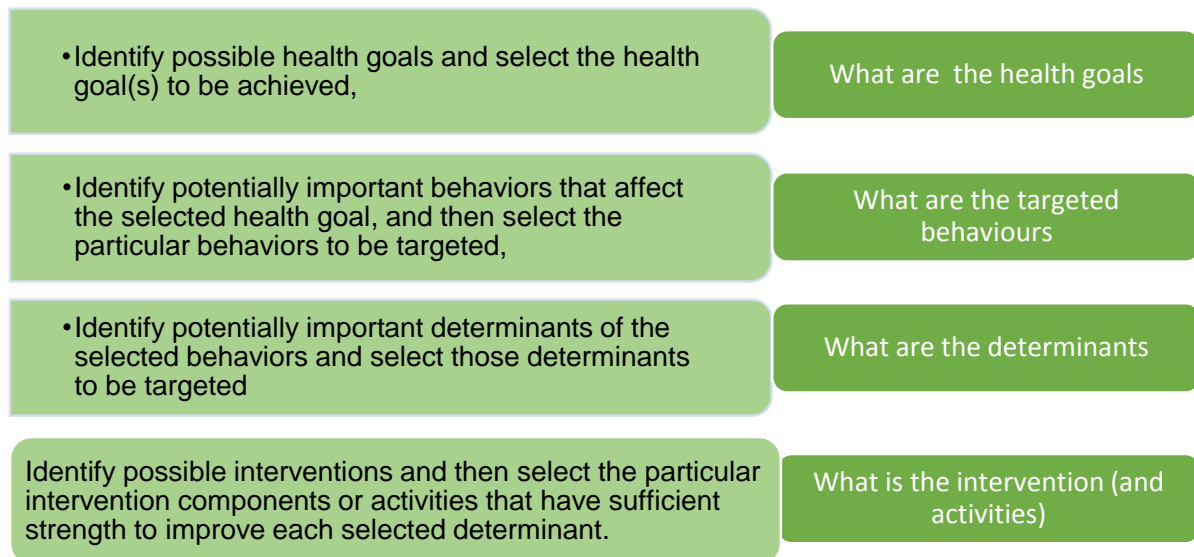 •Identify possible health goals and select the health
goal(s) to be achieved,
What are  the health goals
•Identify potentially important behaviors that affect
the selected health goal, and then select the
particular behaviors to be targeted,
What are the targeted
behaviours
•Identify potentially important determinants of the
selected behaviors and select those determinants
to be targeted
What are the determinants
Identify possible interventions and then select the particular
intervention components or activities that have sufficient
strength to improve each selected determinant.
What is the intervention (and
activities)